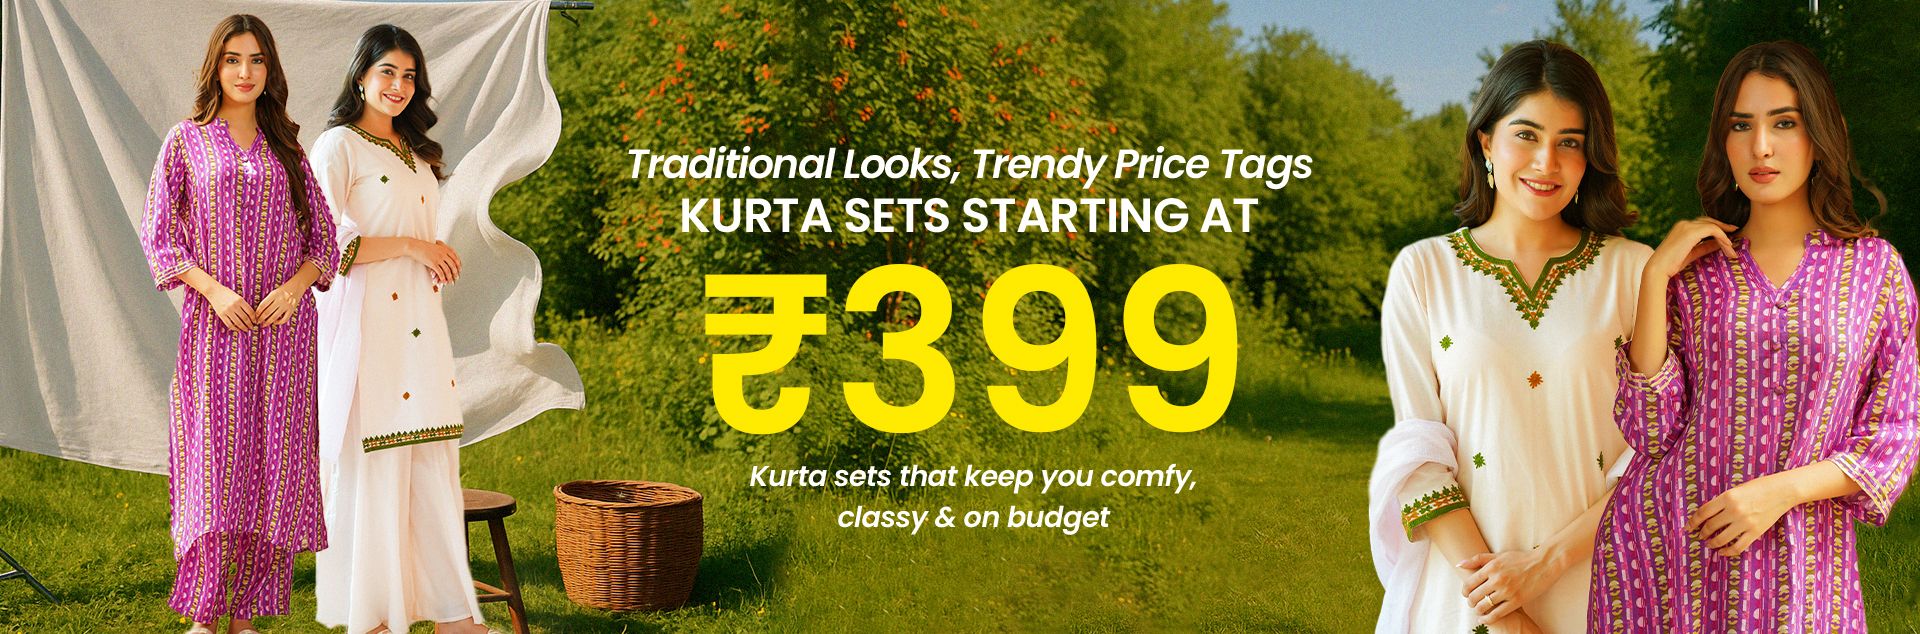 Traditional Looks, Trendy Price Tags
KURTA SETS STARTING AT
₹399
Kurta sets that keep you comfy,
classy & on budget